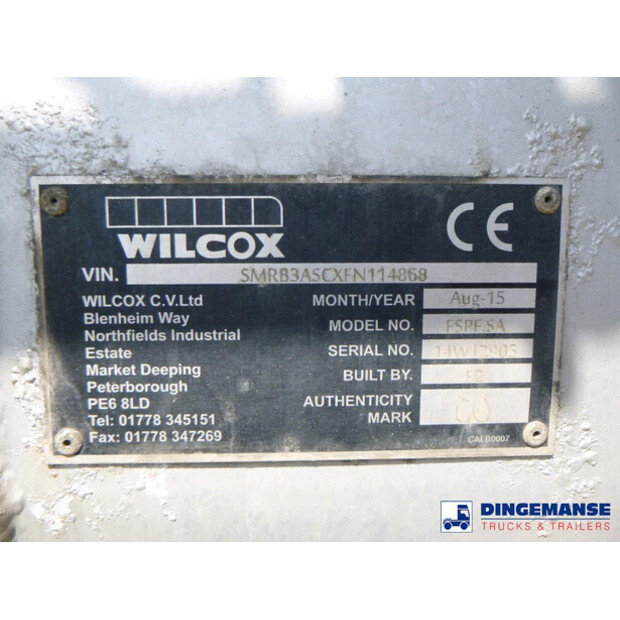 WILCOX
CE
VIN. SMRB3ASCXFN114868
WILCOX C.V.Ltd
Blenheim Way
Northfields Industrial
Estate
Market Deeping
Peterborough
PE6 8LD
Tel: 01778 345151
Fax: 01778 347269
MONTH/YEAR Aug-15
MODEL NO.
SERIAL NO.
BUILT BY.
AUTHENTICITY
MARK
CALB0007
DINGEMANSE
TRUCKS & TRAILERS